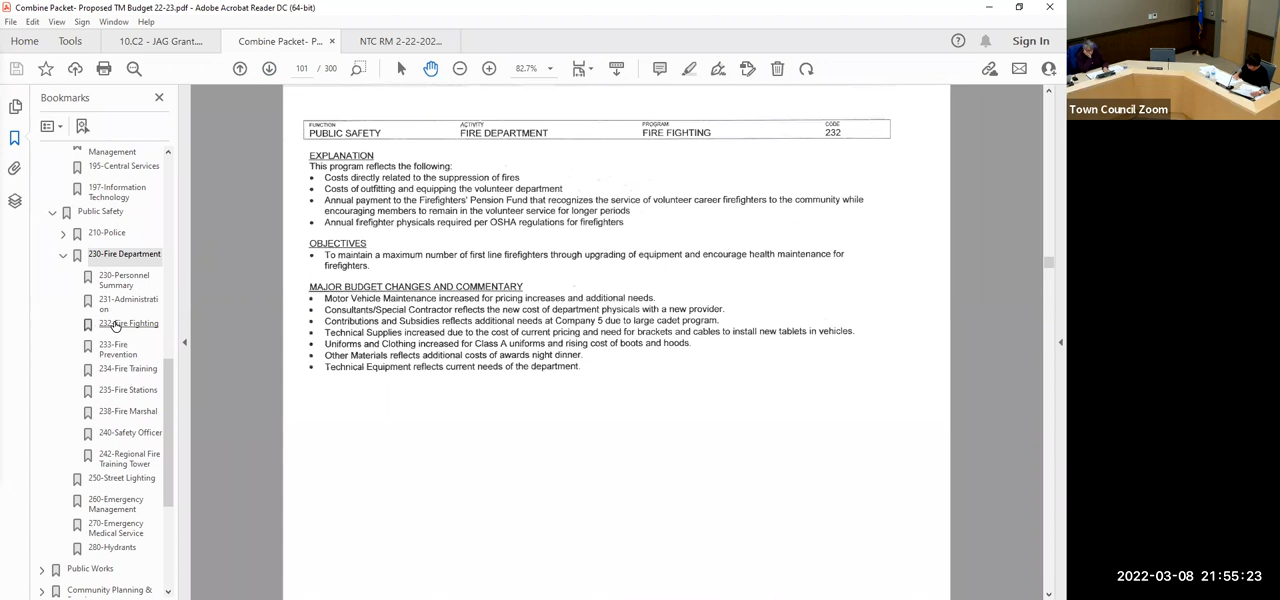 Combine Packet- Proposed TM Budget 22-23.pdf - Adobe Acrobat Reader DC (64-bit)
File Edit View Sign Window Help
Home Tools 10.C2 - JAG Grant.... Combine Packet- P... × NTC RM 2-22-202... Sign In
101 / 300 82.7%
Bookmarks
Management
195-Central Services
197-Information
Technology
Public Safety
210-Police
230-Fire Department
230-Personnel
Summary
231-Administrati
on
232-Fire Fighting
233-Fire
Prevention
234-Fire Training
235-Fire Stations
238-Fire Marshal
240-Safety Officer
242-Regional Fire
Training Tower
250-Street Lighting
260-Emergency
Management
270-Emergency
Medical Service
280-Hydrants
Public Works
Community Planning &
FUNCTION ACTIVITY PROGRAM CODE
PUBLIC SAFETY FIRE DEPARTMENT FIRE FIGHTING 232
EXPLANATION
This program reflects the following:
• Costs directly related to the suppression of fires
• Costs of outfitting and equipping the volunteer department
• Annual payment to the Firefighters' Pension Fund that recognizes the service of volunteer career firefighters to the community while
encouraging members to remain in the volunteer service for longer periods
• Annual firefighter physicals required per OSHA regulations for firefighters
OBJECTIVES
• To maintain a maximum number of first line firefighters through upgrading of equipment and encourage health maintenance for
firefighters.
MAJOR BUDGET CHANGES AND COMMENTARY
• Motor Vehicle Maintenance increased for pricing increases and additional needs.
• Consultants/Special Contractor reflects the new cost of department physicals with a new provider.
• Contributions and Subsidies reflects additional needs at Company 5 due to large cadet program.
• Technical Supplies increased due to the cost of current pricing and need for brackets and cables to install new tablets in vehicles.
• Uniforms and Clothing increased for Class A uniforms and rising cost of boots and hoods.
• Other Materials reflects additional costs of awards night dinner.
• Technical Equipment reflects current needs of the department.
Town Council Zoom
2022-03-08 21:55:23